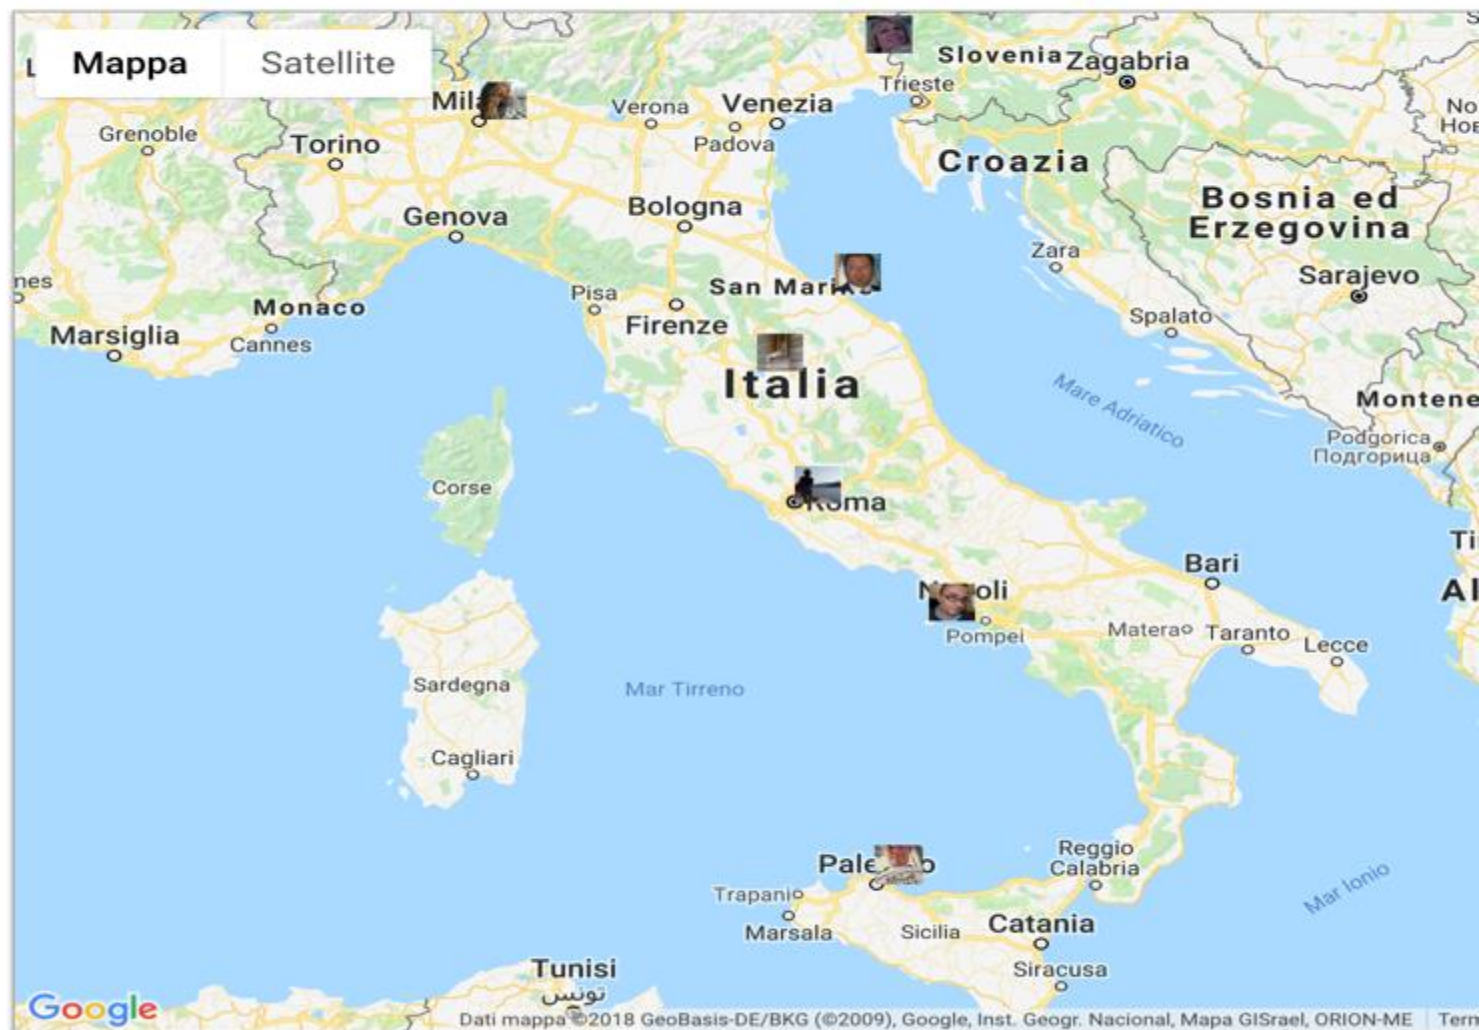 Mappa
Satellite
Slovenia
Zagabria
Trieste
Verona
Venezia
Padova
Grenoble
Torino
Croazia
Bosnia ed
Erzegovina
Genova
Bologna
Zara
Sarajevo
Monaco
Pisa
Firenze
Spalato
Marsiglia
Cannes
Italia
Mare Adriatico
Podgorica
Подгорица
Corse
Roma
Bari
Pompei
Matera
Taranto
Lecce
Sardegna
Mar Tirreno
Cagliari
Reggio
Calabria
Trapani
Marsala
Sicilia
Catania
Mar Ionio
Siracusa
Tunisi
تونس
Google
Dati mappa ©2018 GeoBasis-DE/BKG (©2009), Google, Inst. Geogr. Nacional, Mapa GISrael, ORION-ME